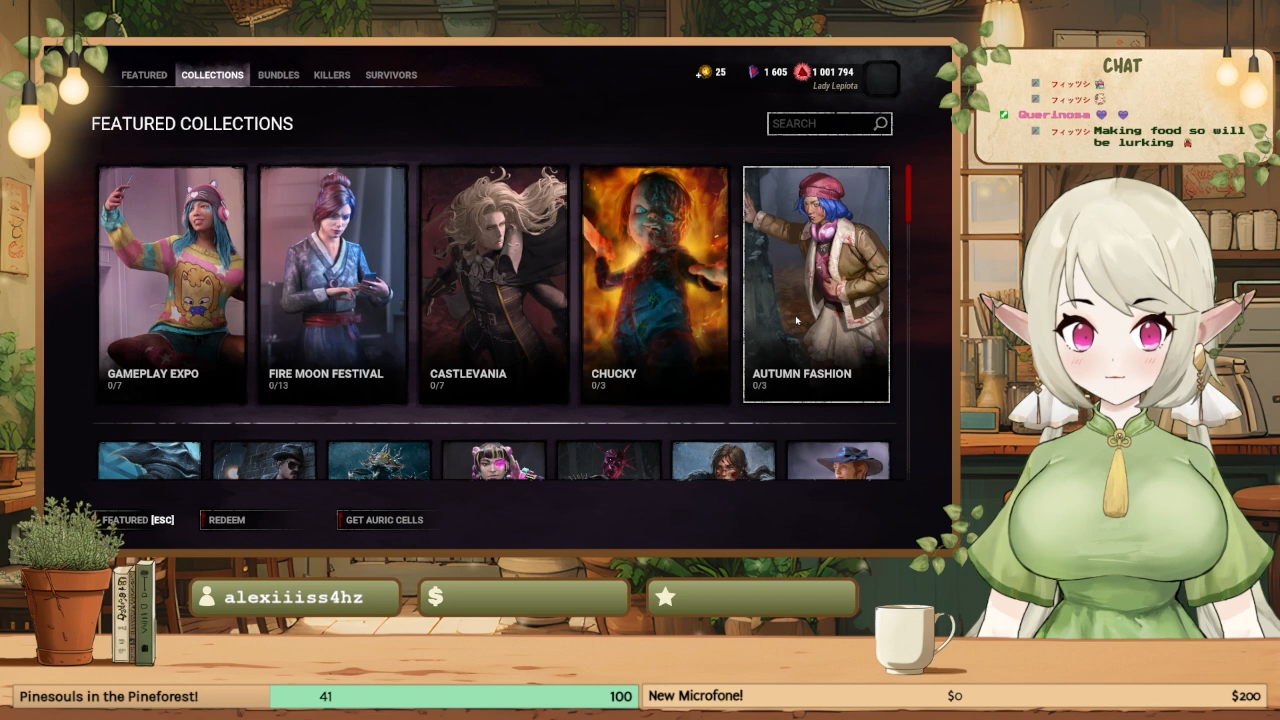 FEATURED COLLECTIONS BUNDLES KILLERS SURVIVORS
25 1 605 1 001 794
Lady Lepiota
FEATURED COLLECTIONS
SEARCH
GAMEPLAY EXPO
0/7
FIRE MOON FESTIVAL
0/13
CASTLEVANIA
0/7
CHUCKY
0/3
AUTUMN FASHION
0/3
FEATURED [ESC]
REDEEM
GET AURIC CELLS
CHAT
フィッツシ
フィッツシ
Querinosa
フィッツシ Making food so will
be lurking
alexiiiss4hz
$
Pinesouls in the Pineforest! 41 100
New Microfone! $0 $200